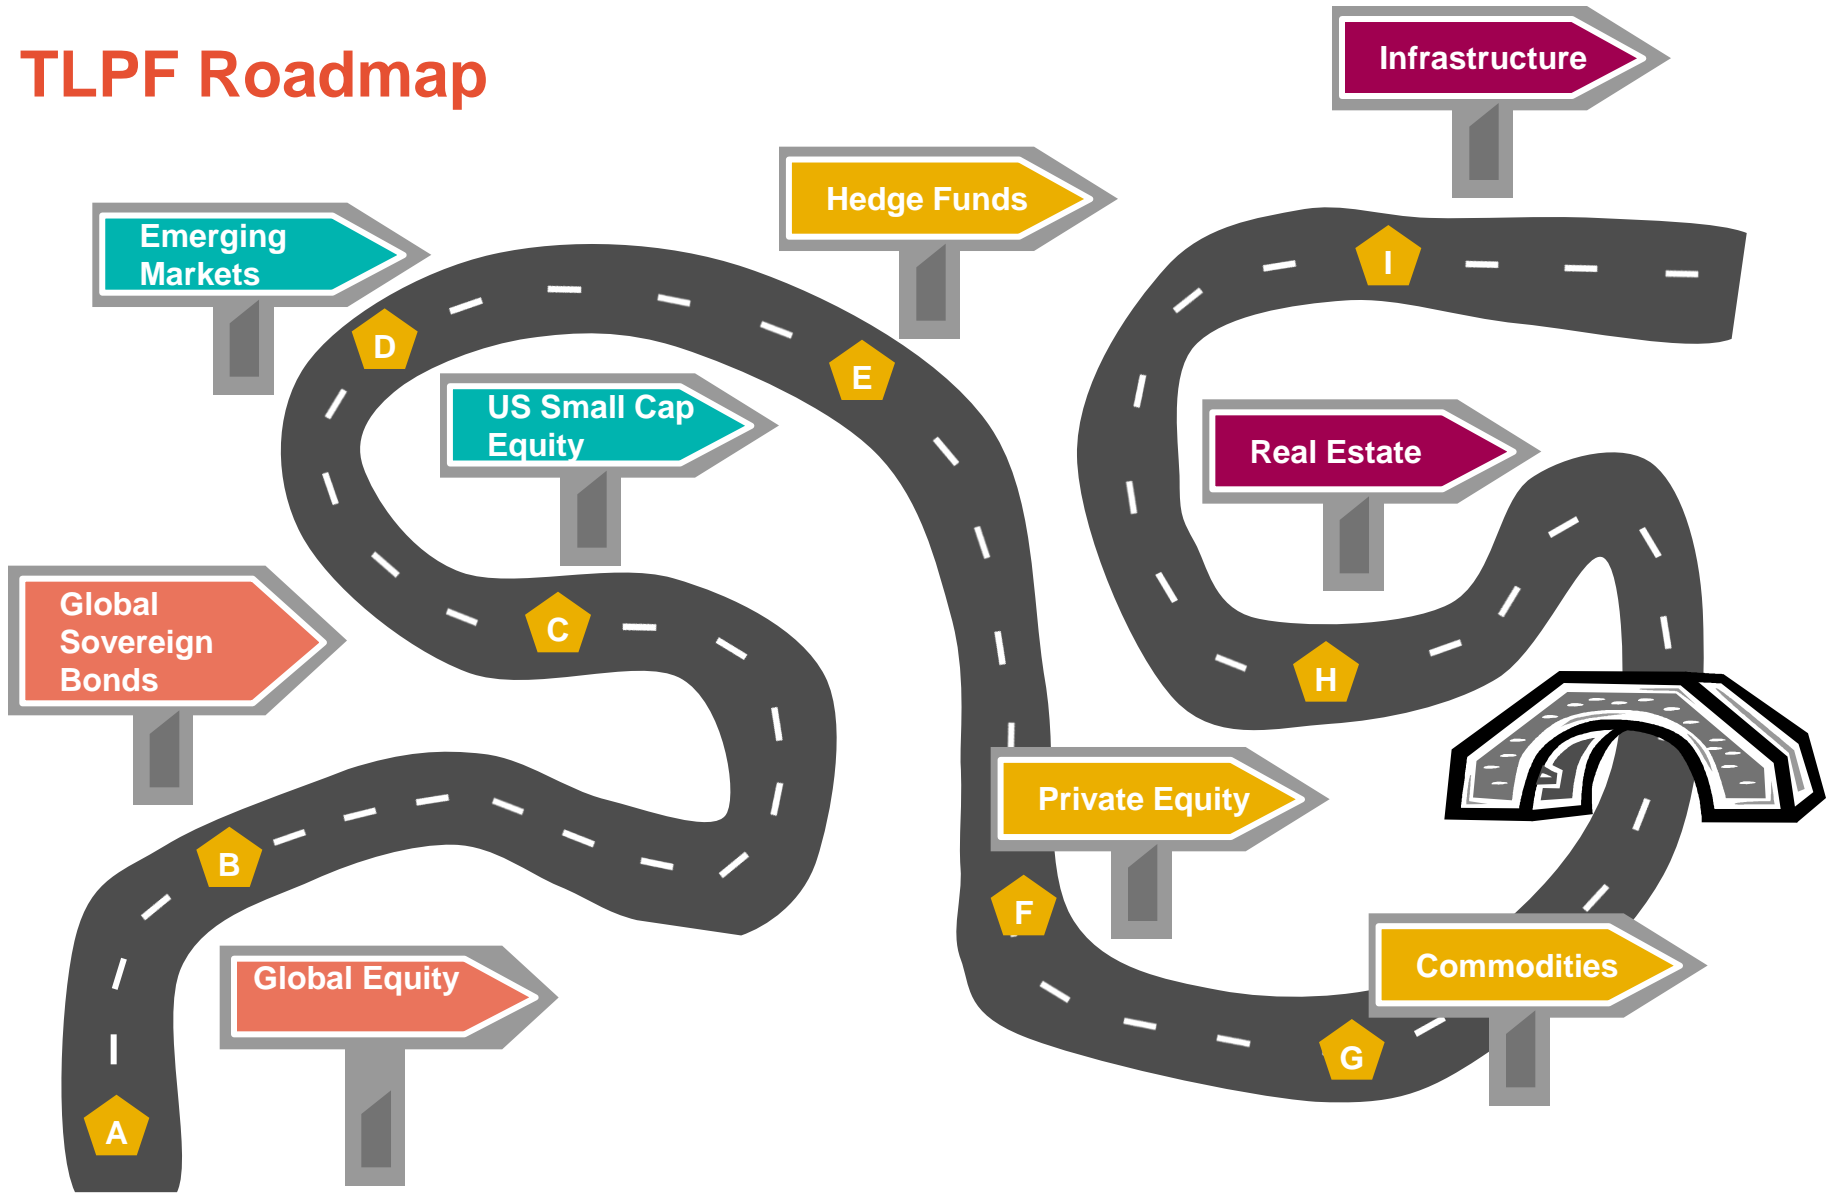 TLPF Roadmap
Infrastructure
Hedge Funds
Emerging
Markets
I
D
E
US Small Cap
Equity
Real Estate
Global
Sovereign
Bonds
C
H
Private Equity
B
F
Commodities
Global Equity
G
A